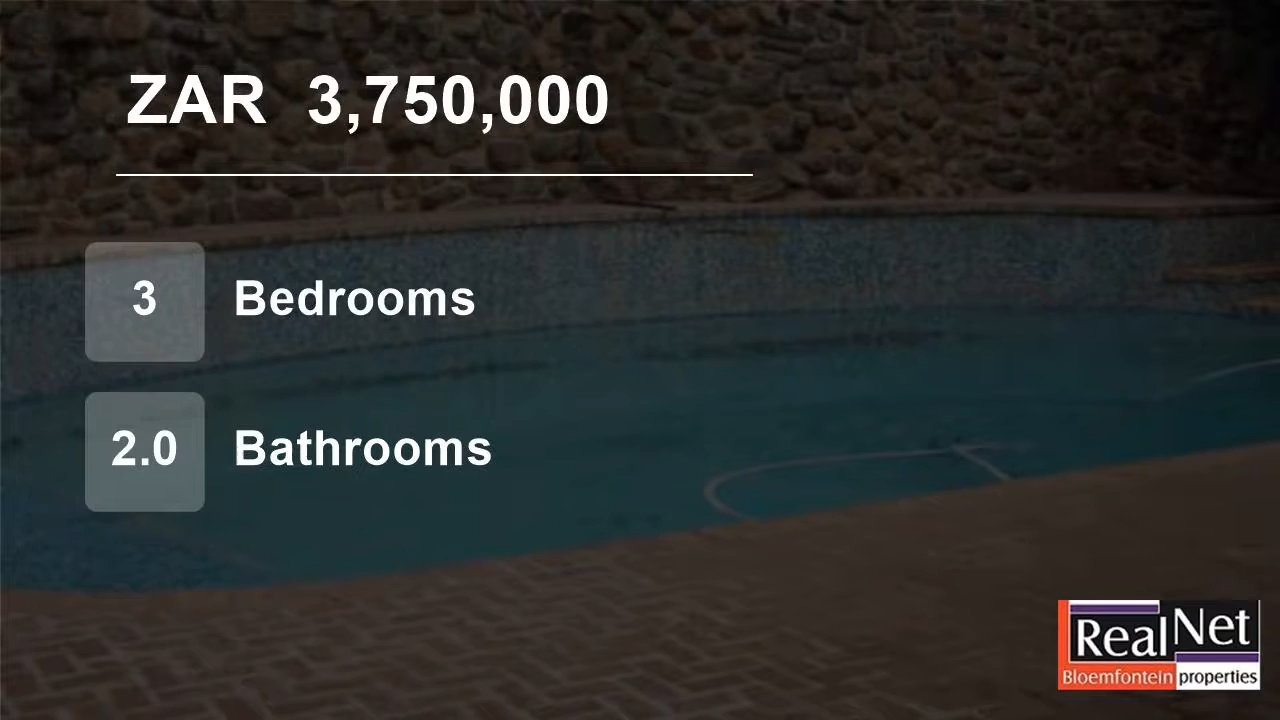 ZAR 3,750,000
3 Bedrooms
2.0 Bathrooms
RealNet
Bloemfontein properties